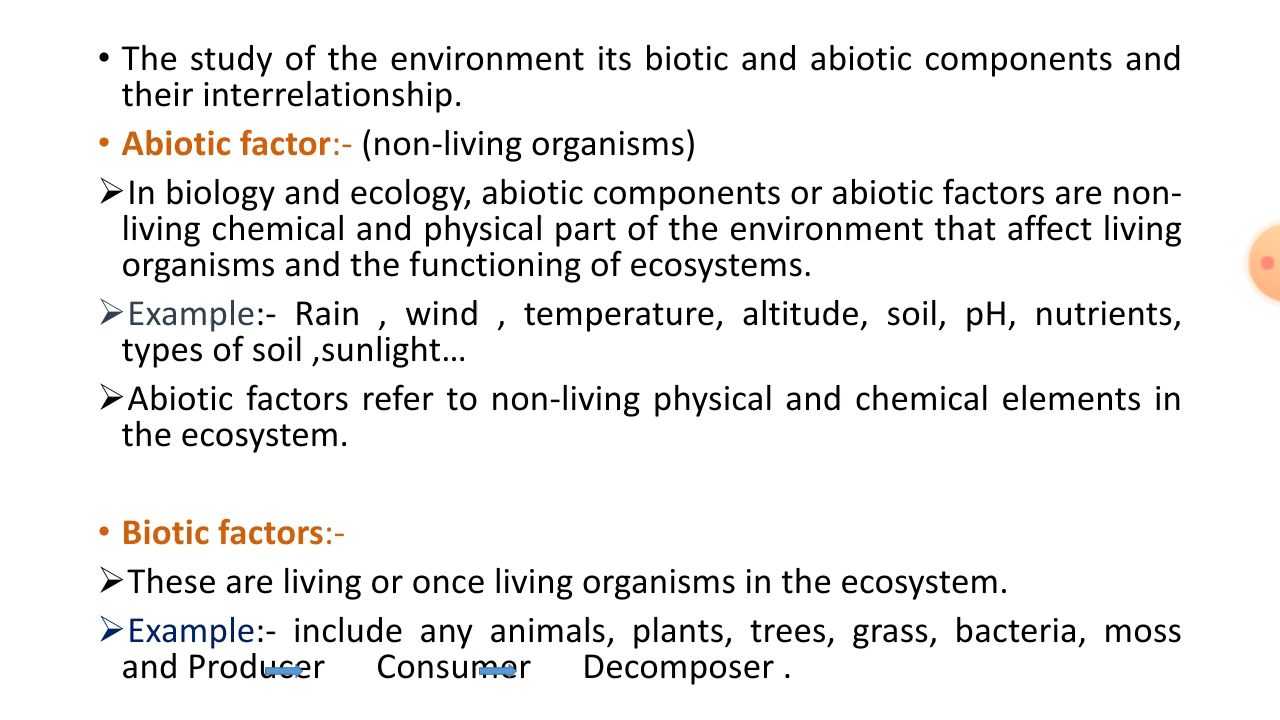 • The study of the environment its biotic and abiotic components and
their interrelationship.
• Abiotic factor:- (non-living organisms)
➢In biology and ecology, abiotic components or abiotic factors are non-
living chemical and physical part of the environment that affect living
organisms and the functioning of ecosystems.
➢Example:- Rain , wind , temperature, altitude, soil, pH, nutrients,
types of soil ,sunlight…
➢Abiotic factors refer to non-living physical and chemical elements in
the ecosystem.
• Biotic factors:-
➢These are living or once living organisms in the ecosystem.
➢Example:- include any animals, plants, trees, grass, bacteria, moss
and Producer Consumer Decomposer .